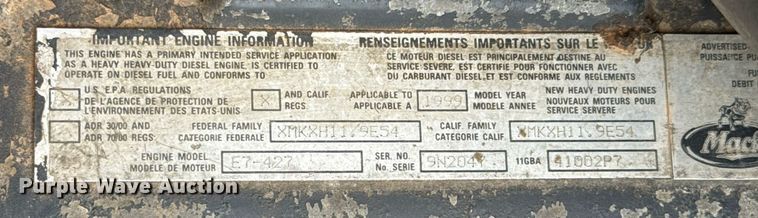 IMPORTANT ENGINE INFORMATION
THIS ENGINE HAS A PRIMARY INTENDED SERVICE APPLICATION
AS A HEAVY HEAVY-DUTY DIESEL ENGINE, IS CERTIFIED TO
OPERATE ON DIESEL FUEL AND CONFORMS TO
RENSEIGNEMENTS IMPORTANTS SUR LE
CE MOTEUR DIESEL EST PRINCIPALEMENT DESTINE AU
SERVICE SEVERE, EST CERTIFIE POUR FONCTIONNER AVEC
DU CARBURANT DIESEL,ET EST CONFORME AUX REGLEMENTS
ADVERTISED
PUISSANCE PU
FU
DEBIT
X
U.S. E.P.A REGULATIONS
DE L'AGENCE DE PROTECTION DE
L'ENVIRONNEMENT DES ETATS-UNIS
X
AND CALIF.
REGS.
APPLICABLE TO
APPLICABLE A
1999
MODEL YEAR
MODELE ANNEE
NEW HEAVY DUTY ENGINES
NOUVEAUX MOTEURS POUR
SERVICE SERVERE
ADR 30/00 AND
ADR 70/00 REGS.
FEDERAL FAMILY
CATEGORIE FEDERALE
XMKXH11.9E54
CALIF. FAMILY
CATEGORIE CALIF.
XMKXH11.9E54
ENGINE MODEL
MODÈLE DE MOTEUR
E7-427
SER. NO.
No. SERIE
11GBA
Mack
Purple Wave Auction